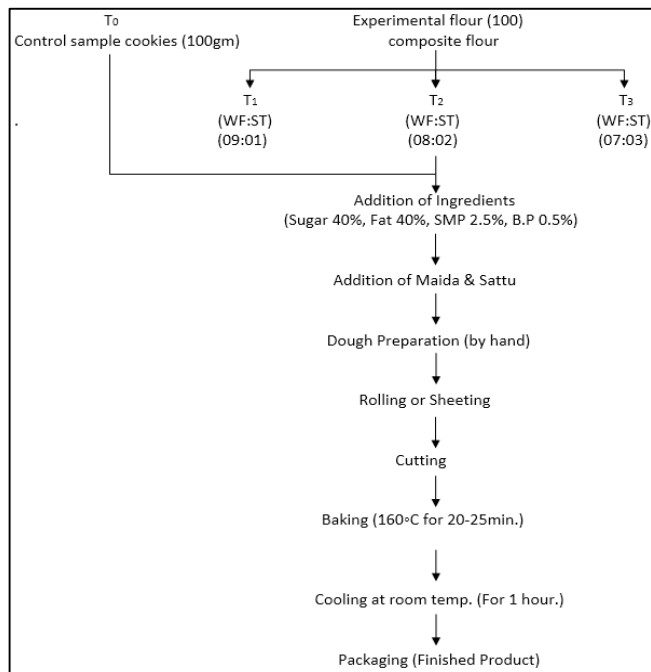 T0
Control sample cookies (100gm)
Experimental flour (100)
composite flour
T1
(WF:ST)
(09:01)
T2
(WF:ST)
(08:02)
T3
(WF:ST)
(07:03)
.
Addition of Ingredients
(Sugar 40%, Fat 40%, SMP 2.5%, B.P 0.5%)
Addition of Maida & Sattu
Dough Preparation (by hand)
Rolling or Sheeting
Cutting
Baking (160◦C for 20-25min.)
Cooling at room temp. (For 1 hour.)
Packaging (Finished Product)